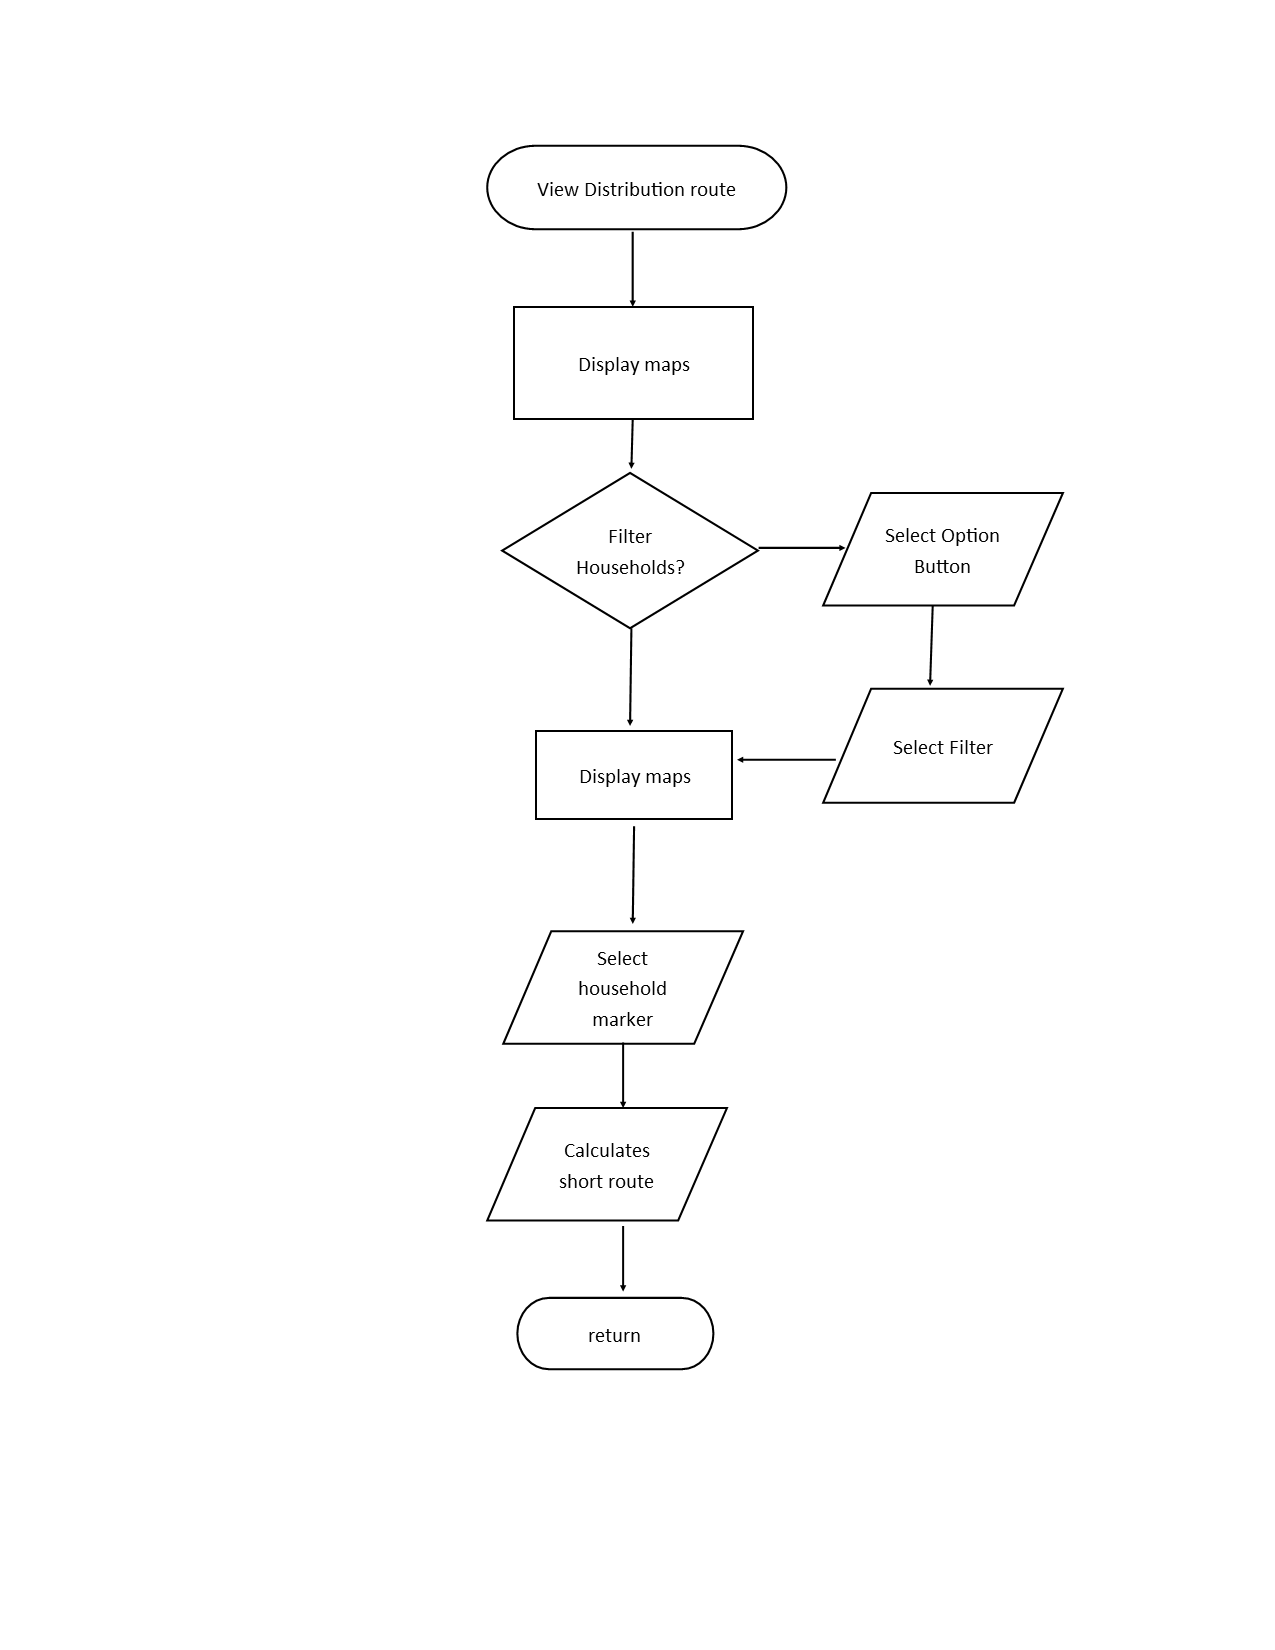 View Distribution route
Display maps
Filter
Households?
Select Option
Button
Select Filter
Display maps
Select
household
marker
Calculates
short route
return